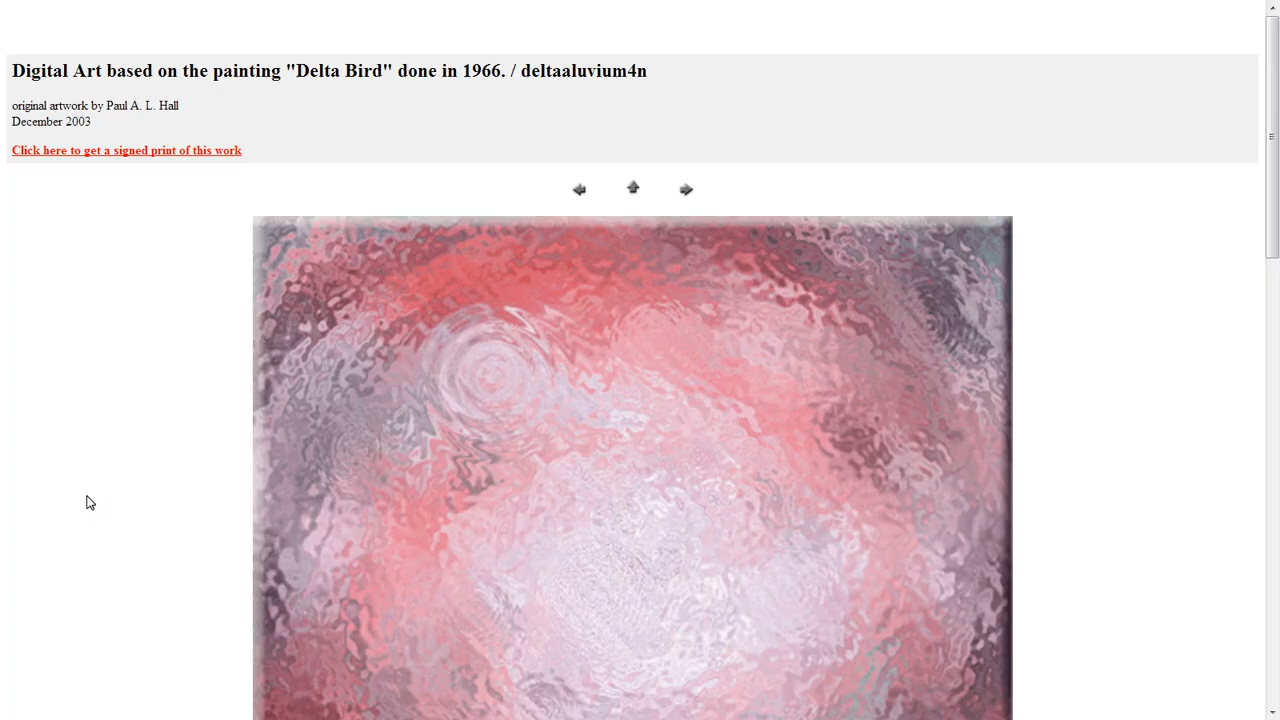 Digital Art based on the painting "Delta Bird" done in 1966. / deltaaluvium4n
original artwork by Paul A. L. Hall
December 2003
Click here to get a signed print of this work